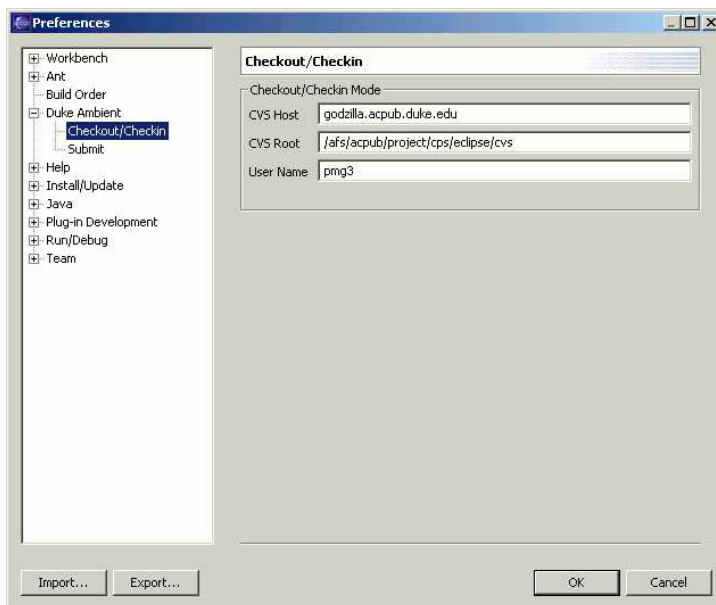 Preferences
Workbench
Ant
Build Order
Duke Ambient
Checkout/Checkin
Submit
Help
Install/Update
Java
Plug-in Development
Run/Debug
Team
Checkout/Checkin
Checkout/Checkin Mode
CVS Host godzilla.acpub.duke.edu
CVS Root /afs/acpub/project/cps/eclipse/cvs
User Name pmg3
Import... Export... OK Cancel